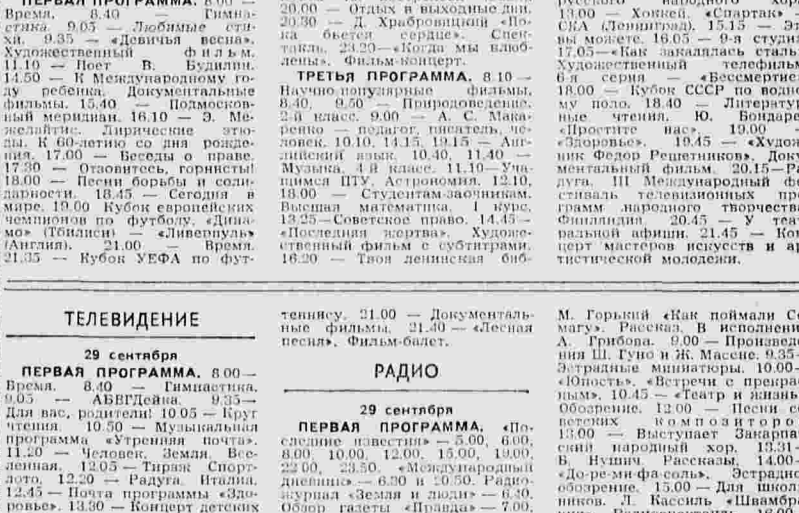 ПЕРВАЯ ПРОГРАММА. 8.00 —
Время. 8.40 — Гимна-
стика. 9.05 — «Любимые сти-
хи. 9.35 — «Девичья весна».
Художественный фильм.
11.10 — Поет В. Будилин.
14.50 — К Международному го-
ду ребенка. Документальные
фильмы. 15.40 — Подмосков-
ный меридиан. 16.10 — Э. Ме-
желайтис. Лирические этю-
ды. К 60-летию со дня рожде-
ния. 17.00 — Беседы о праве.
17.30 — Отзовитесь, горнисты!
18.00 — Песни борьбы и соли-
дарности. 18.45 — Сегодня в
мире. 19.00 Кубок европейских
чемпионов по футболу. «Дина-
мо» (Тбилиси) — «Ливерпуль»
(Англия). 21.00 — Время.
21.35 — Кубок УЕФА по фут-
20.00 — Отдых в выходные дни.
20.30 — Д. Храбровицкий «По-
ка бьется сердце». Спек-
такль. 23.20 — «Когда мы влюб-
лены». Фильм-концерт.
ТРЕТЬЯ ПРОГРАММА. 8.10 —
Научно-популярные фильмы.
8.40, 9.50 — Природоведение.
2-й класс. 9.00 — А. С. Мака-
ренко — педагог, писатель, че-
ловек. 10.10, 14.15, 19.15 — Анг-
лийский язык. 10.40, 11.40 —
Музыка. 4-й класс. 11.10 — Уча-
щимся ПТУ. Астрономия. 12.10,
18.00 — Студентам-заочникам.
Высшая математика I курс.
13.25 — Советское право. 14.45 —
«Последняя жертва». Художе-
ственный фильм с субтитрами.
16.20 — Твоя ленинская биб-
русского народного хор
13.00 — Хоккей. «Спартак» —
СКА (Ленинград). 15.15 — Эт
вы можете. 16.05 — 9-я студи
17.05 — «Как закалялась сталь
Художественный телефильм
6-я серия — «Бессмертие»
18.00 — Кубок СССР по водно
му поло. 18.40 — Литератур
ные чтения. Ю. Бондаре
«Простите нас». 19.00 —
«Здоровье». 19.45 — «Худож
ник Федор Решетников». Доку
ментальный фильм. 20.15 — Ра
дуга. III Международный фе
стиваль телевизионных про
грамм народного творчества
Финляндия. 20.45 — У теат
ральной афиши. 21.45 — Кон
церт мастеров искусств и ар
тистической молодежи.
ТЕЛЕВИДЕНИЕ
29 сентября
ПЕРВАЯ ПРОГРАММА. 8.00 —
Время. 8.40 — Гимнастика.
9.05 — АБВГДейка. 9.35 —
Для вас, родители! 10.05 — Круг
чтения. 10.50 — Музыкальная
программа «Утренняя почта».
11.20 — Человек. Земля. Все-
ленная. 12.05 — Тираж Спорт-
лото. 12.20 — Радуга. Италия.
12.45 — Почта программы «Здо-
ровье». 13.30 — Концерт детских
теннису. 21.00 — Документаль-
ные фильмы. 21.40 — «Лесная
песня». Фильм-балет.
РАДИО
29 сентября
ПЕРВАЯ ПРОГРАММА. «По-
следние известия» — 5.00, 6.00,
8.00, 10.00, 12.00, 15.00, 19.00,
22.00, 23.50. «Международный
дневник» — 6.30 и 20.50. Радио-
журнал «Земля и люди» — 6.40.
Обзор газеты «Правда» — 7.00,
М. Горький «Как поймали Се
магу». Рассказ. В исполнени
А. Грибова. 9.00 — Произведе
ния Ш. Гуно и Ж. Массне. 9.35 —
Эстрадные миниатюры. 10.00 —
«Юность». «Встречи с прекрас
ным». 10.45 — «Театр и жизнь
Обозрение. 12.00 — Песни со
ветских композиторо
13.00 — Выступает Закарпат
ский народный хор. 13.31 —
Б. Нушич. Рассказы. 14.00 —
«До-ре-ми-фа-соль». Эстрадно
обозрение. 15.00 — Для школь
ников. Л. Кассиль «Швамбр